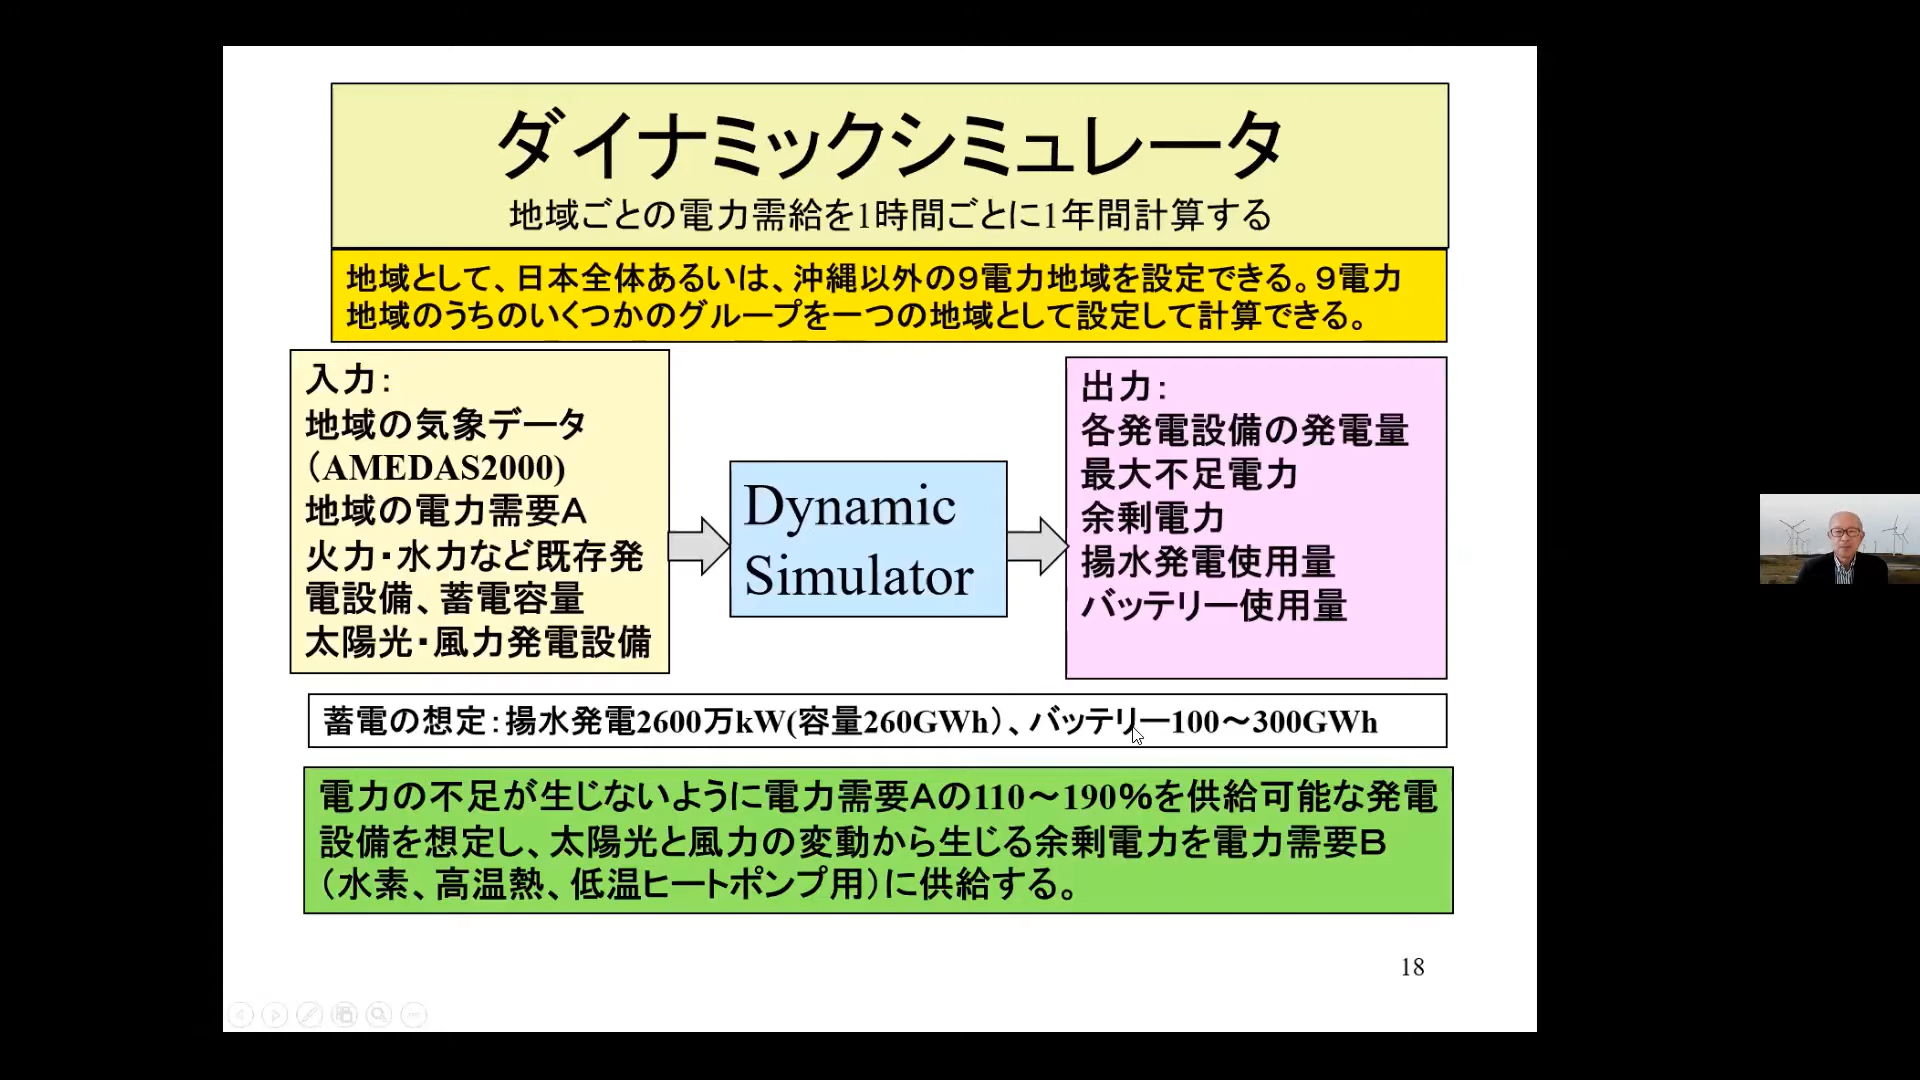 ダイナミックシミュレータ
地域ごとの電力需給を1時間ごとに1年間計算する
地域として、日本全体あるいは、沖縄以外の９電力地域を設定できる。９電力
地域のうちのいくつかのグループを一つの地域として設定して計算できる。
入力：
地域の気象データ
（AMEDAS2000)
地域の電力需要Ａ
火力・水力など既存発
電設備、蓄電容量
太陽光・風力発電設備
Dynamic
Simulator
出力：
各発電設備の発電量
最大不足電力
余剰電力
揚水発電使用量
バッテリー使用量
蓄電の想定：揚水発電2600万kW(容量260GWh）、バッテリー100～300GWh
電力の不足が生じないように電力需要Ａの110～190％を供給可能な発電
設備を想定し、太陽光と風力の変動から生じる余剰電力を電力需要Ｂ
（水素、高温熱、低温ヒートポンプ用）に供給する。
18